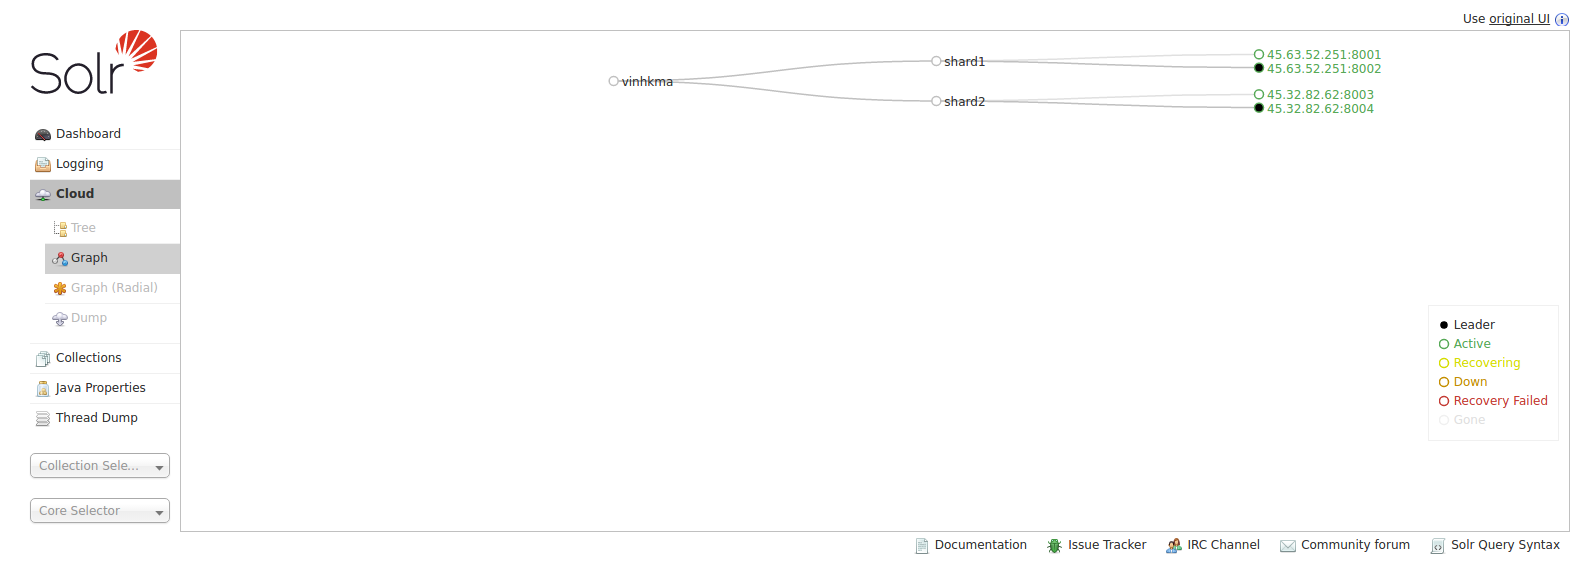 Use original UI
Solr
Dashboard
Logging
Cloud
Tree
Graph
Graph (Radial)
Dump
Collections
Java Properties
Thread Dump
Collection Sele...
Core Selector
vinhkma
shard1
shard2
45.63.52.251:8001
45.63.52.251:8002
45.32.82.62:8003
45.32.82.62:8004
Leader
Active
Recovering
Down
Recovery Failed
Gone
Documentation Issue Tracker IRC Channel Community forum Solr Query Syntax